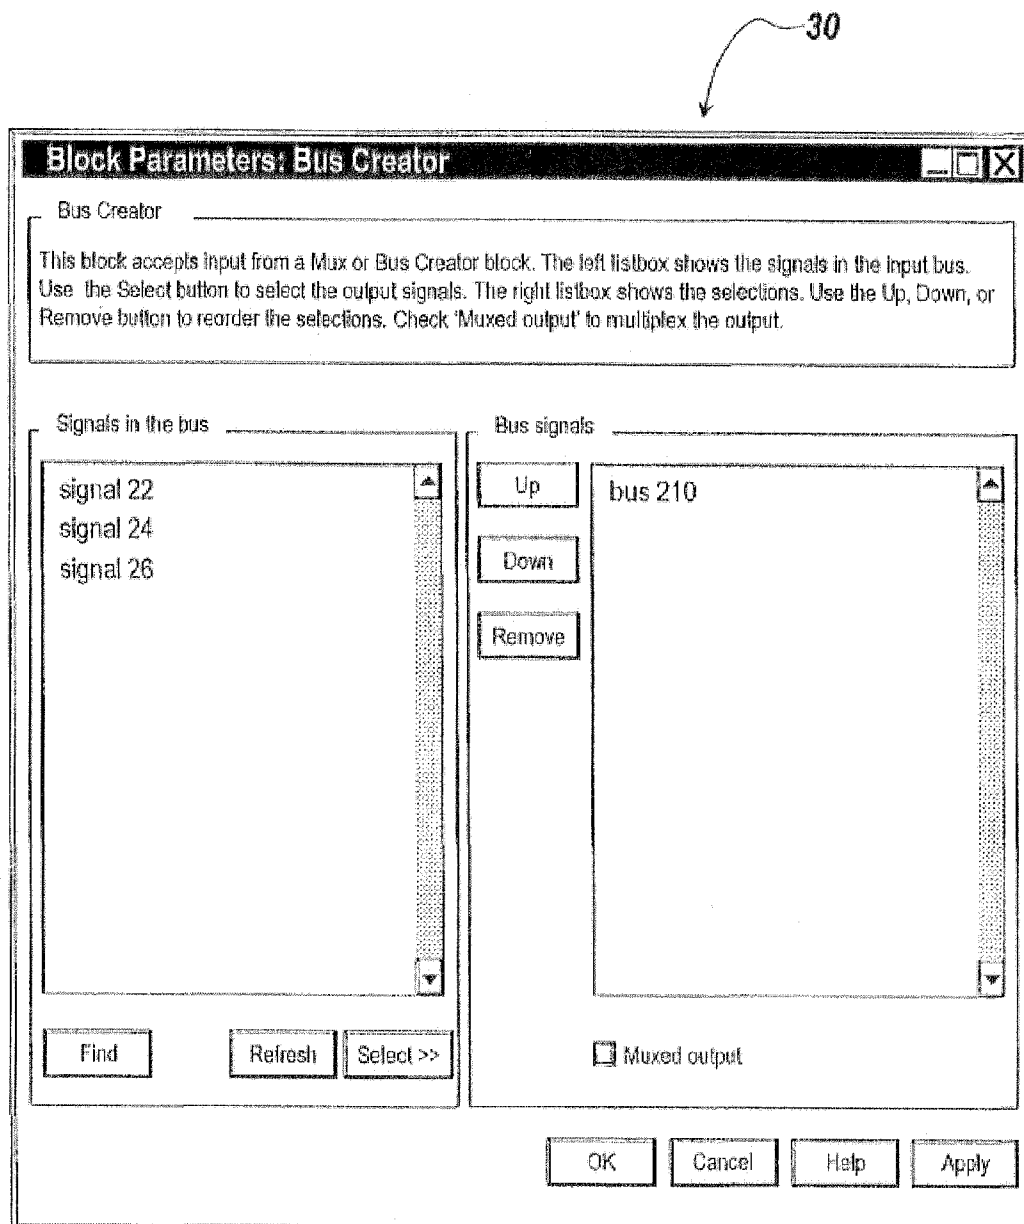 30
Block Parameters: Bus Creator
Bus Creator
This block accepts input from a Mux or Bus Creator block. The left listbox shows the signals in the input bus.
Use the Select button to select the output signals. The right listbox shows the selections. Use the Up, Down, or
Remove button to reorder the selections. Check 'Muxed output' to multiplex the output.
Signals in the bus
signal 22
signal 24
signal 26
Find
Refresh
Select >>
Bus signals
Up
Down
Remove
bus 210
Muxed output
OK
Cancel
Help
Apply